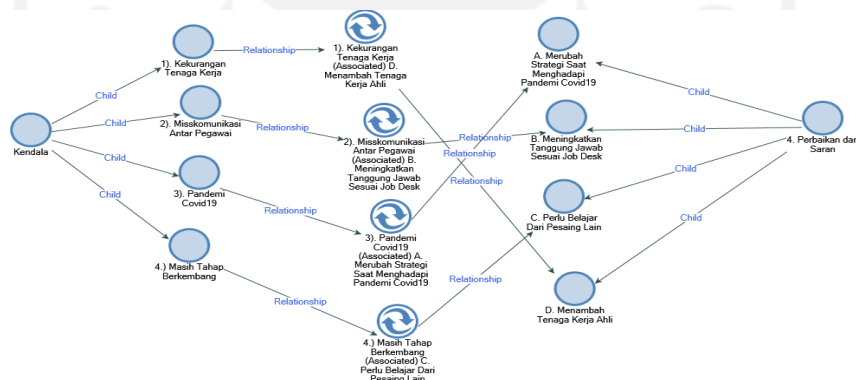 Kendala
Child
Child
Child
Child
1). Kekurangan
Tenaga Kerja
2). Misskomunikasi
Antar Pegawai
3). Pandemi
Covid19
4.) Masih Tahap
Berkembang
Relationship
Relationship
Relationship
Relationship
1). Kekurangan
Tenaga Kerja
(Associated) D.
Menambah Tenaga
Kerja Ahli
2). Misskomunikasi
Antar Pegawai
(Associated) B.
Meningkatkan
Tanggung Jawab
Sesuai Job Desk
3). Pandemi
Covid19
(Associated) A.
Merubah Strategi
Saat Menghadapi
Pandemi Covid19
4.) Masih Tahap
Berkembang
(Associated) C.
Perlu Belajar Dari
Pesaing Lain
Relationship
Relationship
Relationship
Relationship
A. Merubah
Strategi Saat
Menghadapi
Pandemi Covid19
B. Meningkatkan
Tanggung Jawab
Sesuai Job Desk
C. Perlu Belajar
Dari Pesaing Lain
D. Menambah
Tenaga Kerja Ahli
Child
Child
Child
Child
4. Perbaikan dan
Saran